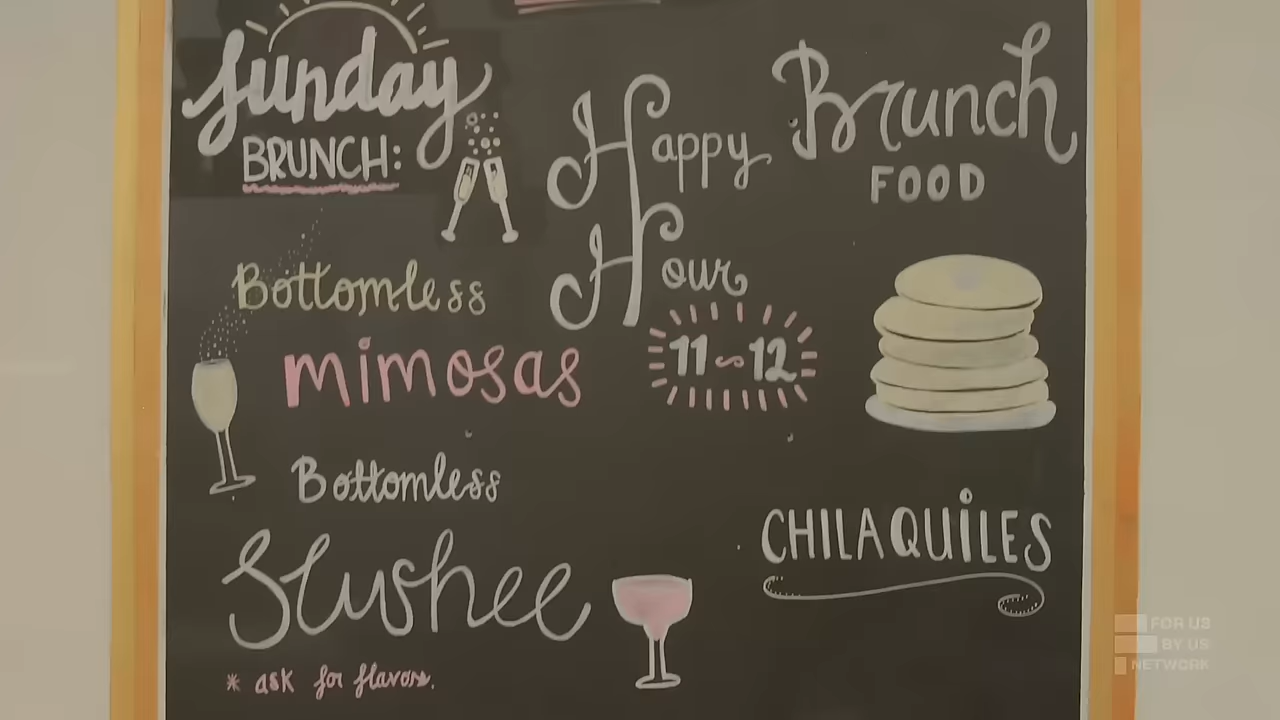 Sunday
BRUNCH:
Bottomless
mimosas
Bottomless
Slushee
* ask for flavors.
Happy
Hour
11~12
Brunch
FOOD
CHILAQUiLES
FOR US
BY US
NETWORK